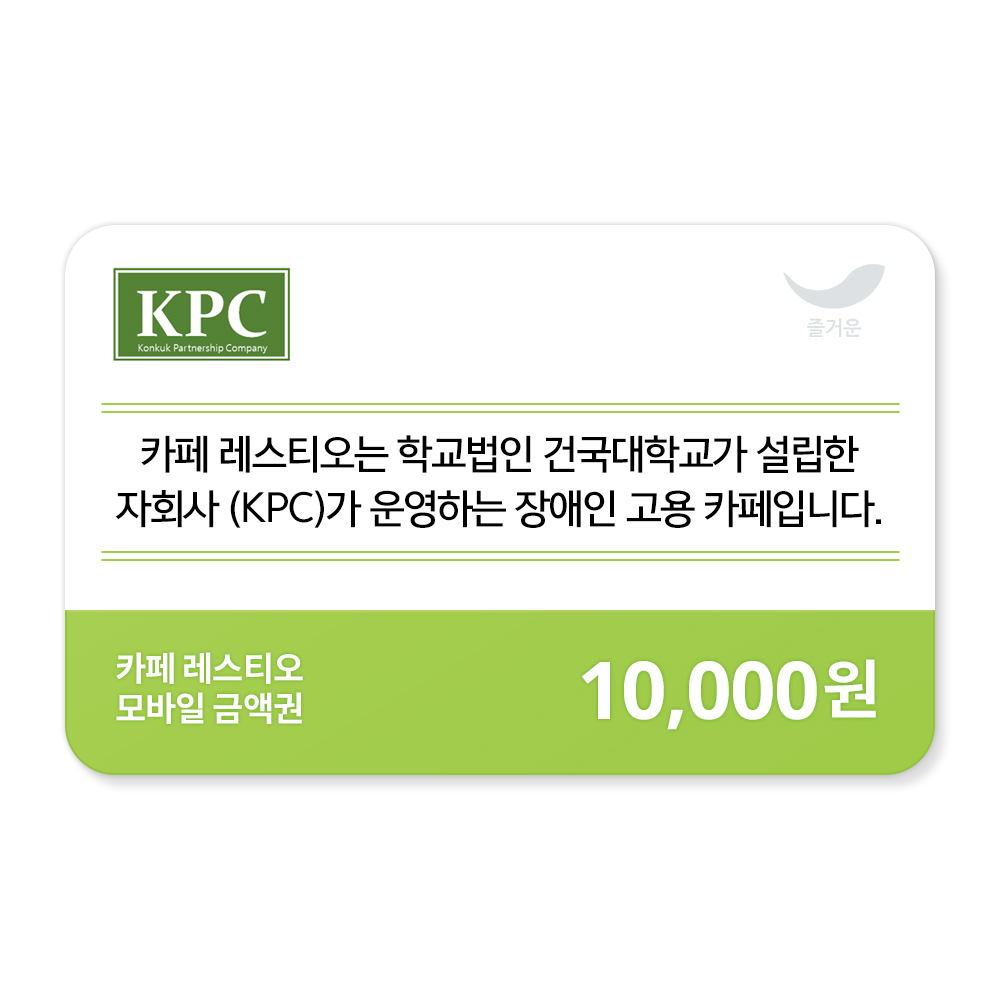 KPC
Konkuk Partnership Company
즐거운
카페 레스티오는 학교법인 건국대학교가 설립한
자회사 (KPC)가 운영하는 장애인 고용 카페입니다.
카페 레스티오
모바일 금액권
10,000원